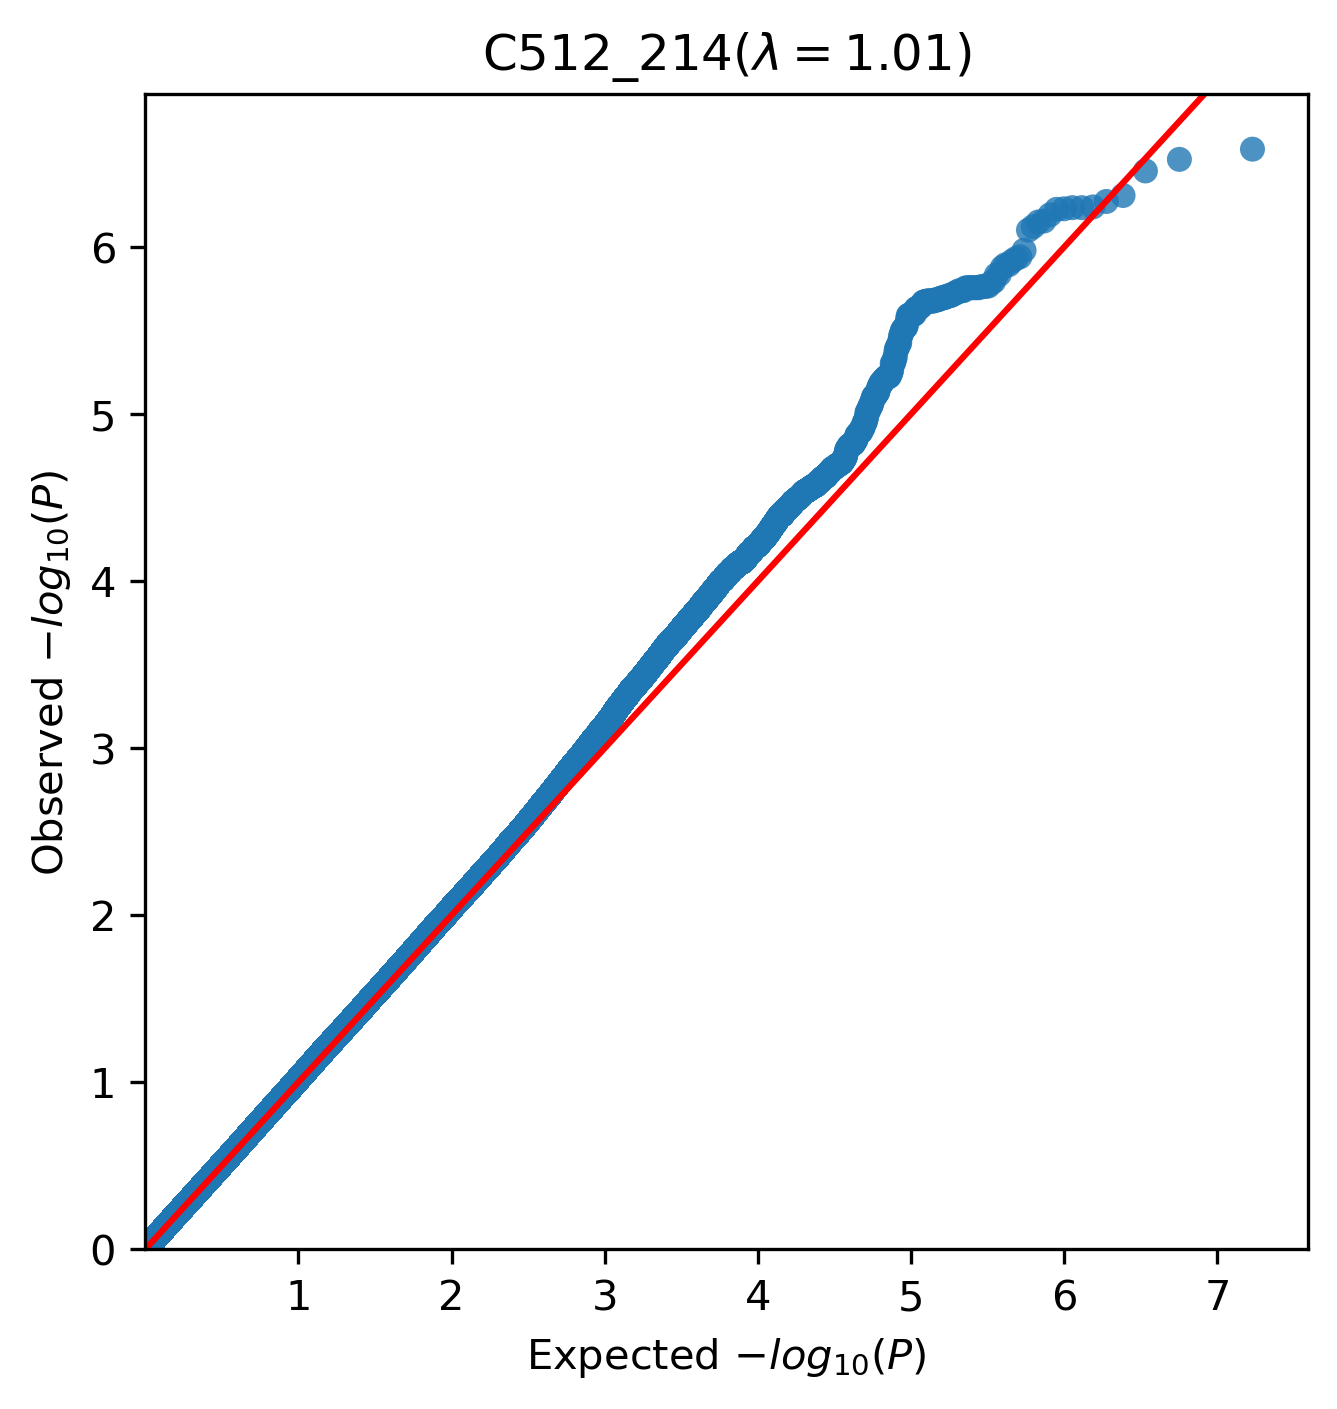 C512_214(λ = 1.01)
6
5
4
3
2
1
0
Observed −log₁₀(P)
1 2 3 4 5 6 7
Expected −log₁₀(P)